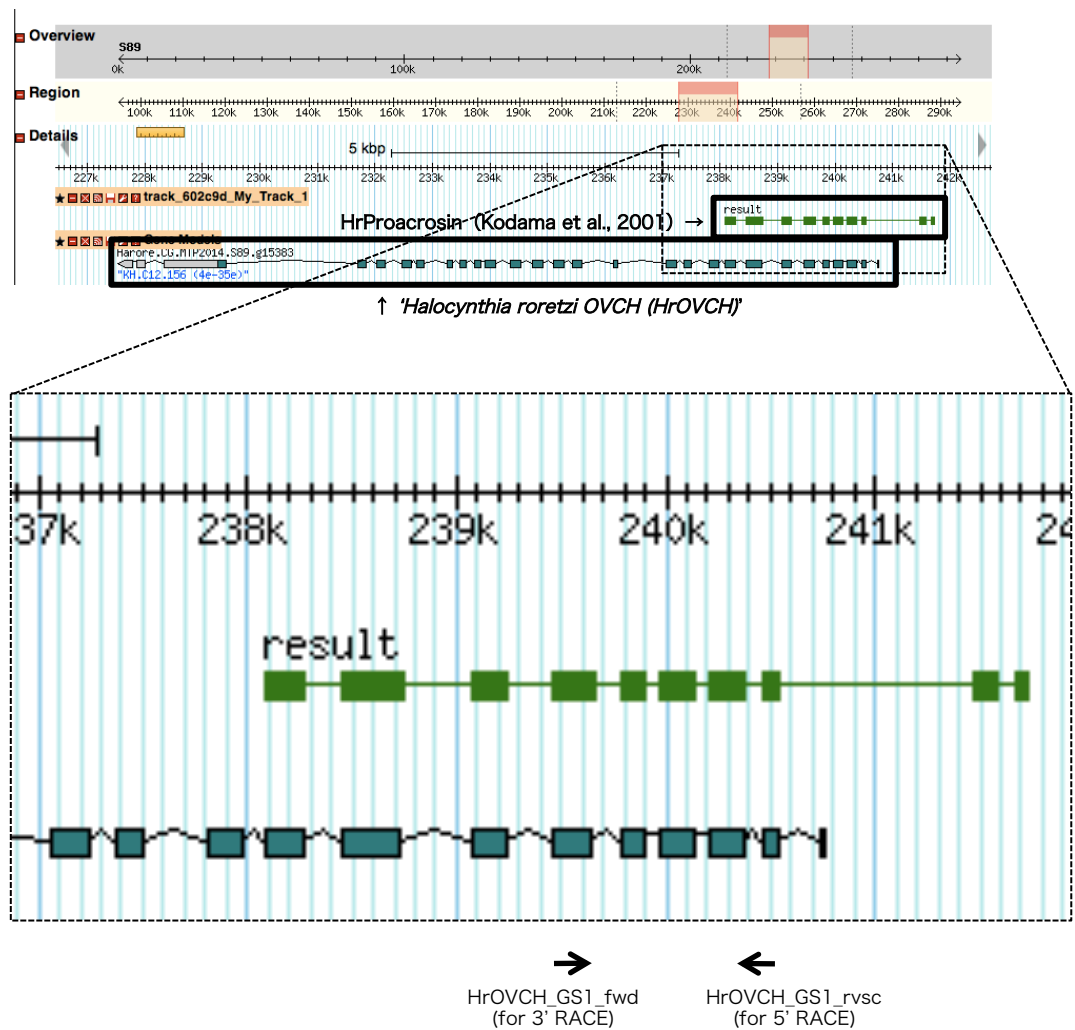 Overview
S89
0k 100k 200k
Region
100k 110k 120k 130k 140k 150k 160k 170k 180k 190k 200k 210k 220k 230k 240k 250k 260k 270k 280k 290k
Details
5 kbp
227k 228k 229k 230k 231k 232k 233k 234k 235k 236k 237k 238k 239k 240k 241k 242k
track_602c9d_My_Track_1
result
HrProacrosin (Kodama et al., 2001) →
Gene Models
Harore.CG.MTP2014.S89.g15383
"KH.C12.156 (4e-35e)"
↑ 'Halocynthia roretzi OVCH (HrOVCH)'
37k 238k 239k 240k 241k 24
result
HrOVCH_GS1_fwd
(for 3' RACE)
HrOVCH_GS1_rvsc
(for 5' RACE)